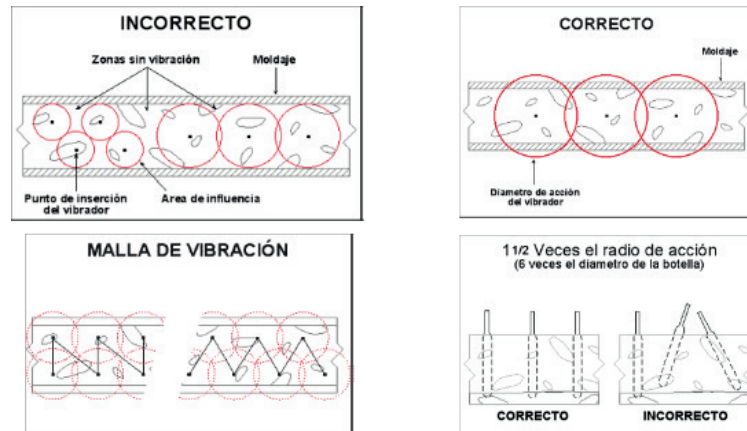 INCORRECTO
Zonas sin vibración
Moldaje
Punto de inserción
del vibrador
Area de influencia
CORRECTO
Moldaje
Diametro de acción
del vibrador
MALLA DE VIBRACIÓN
1 1/2 Veces el radio de acción
(6 veces el diametro de la botella)
CORRECTO
INCORRECTO